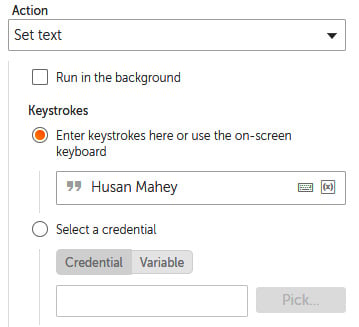 Action
Set text
Run in the background
Keystrokes
Enter keystrokes here or use the on-screen
keyboard
Husan Mahey
Select a credential
Credential Variable
Pick...